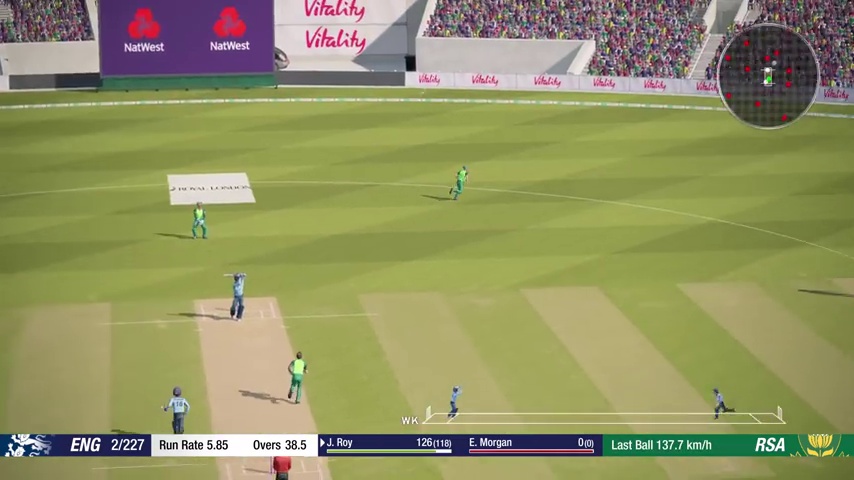 Vitality
NatWest NatWest
Vitality
Vitality Vitality Vitality Vitality Vitality Vitality Vitality
ROYAL LONDON
WK
ENG 2/227 Run Rate 5.85 Overs 38.5 J. Roy 126(118) E. Morgan 0(0) Last Ball 137.7 km/h RSA